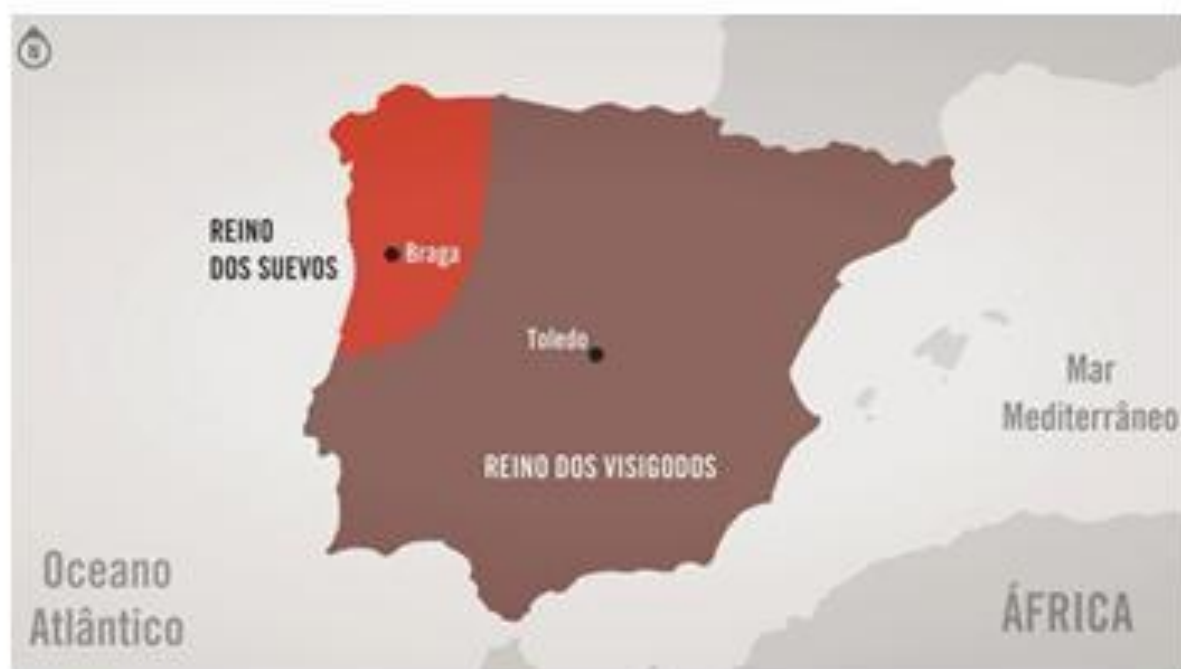 N
REINO
DOS SUEVOS
Braga
Toledo
Mar
Mediterrâneo
REINO DOS VISIGODOS
Oceano
Atlântico
ÁFRICA